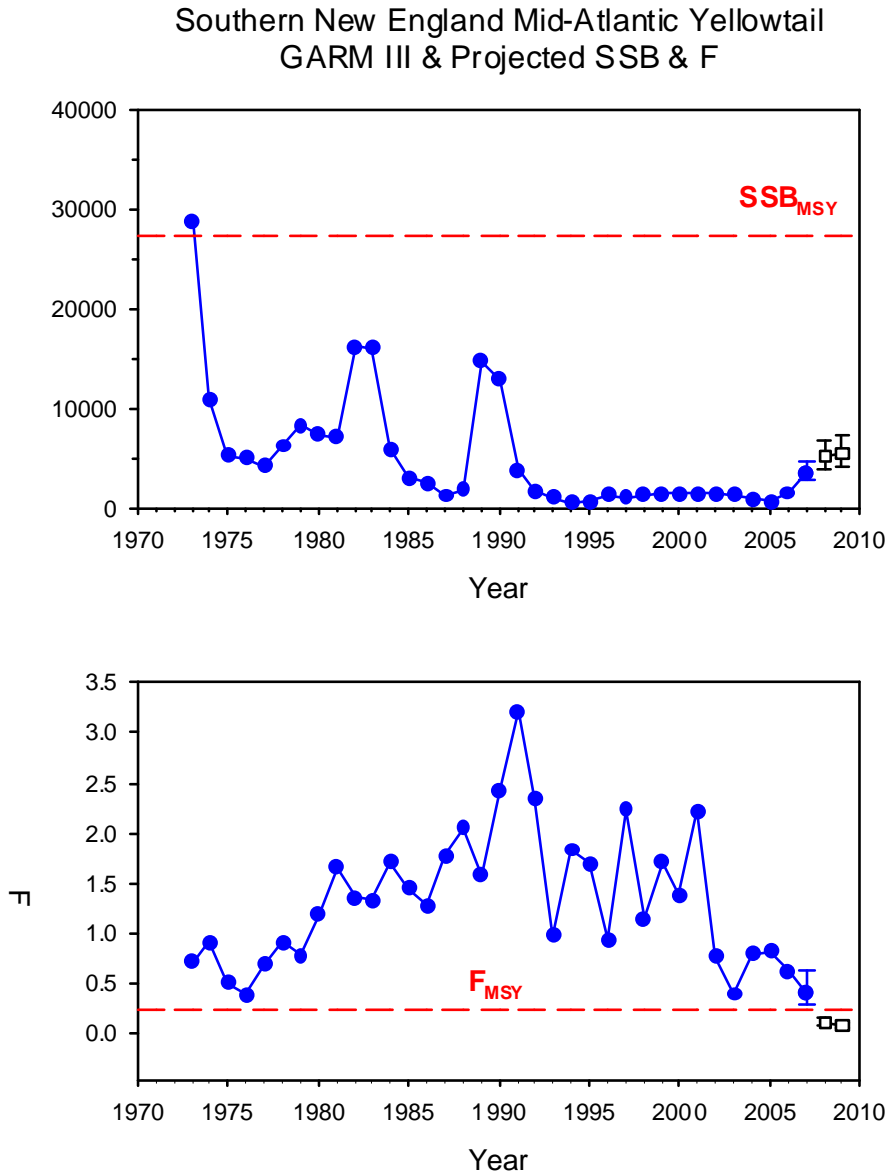 Southern New England Mid-Atlantic Yellowtail
GARM III & Projected SSB & F
40000
30000
20000
10000
0
SSBMSY
1970 1975 1980 1985 1990 1995 2000 2005 2010
Year
3.5
3.0
2.5
2.0
1.5
1.0
0.5
0.0
F
FMSY
1970 1975 1980 1985 1990 1995 2000 2005 2010
Year